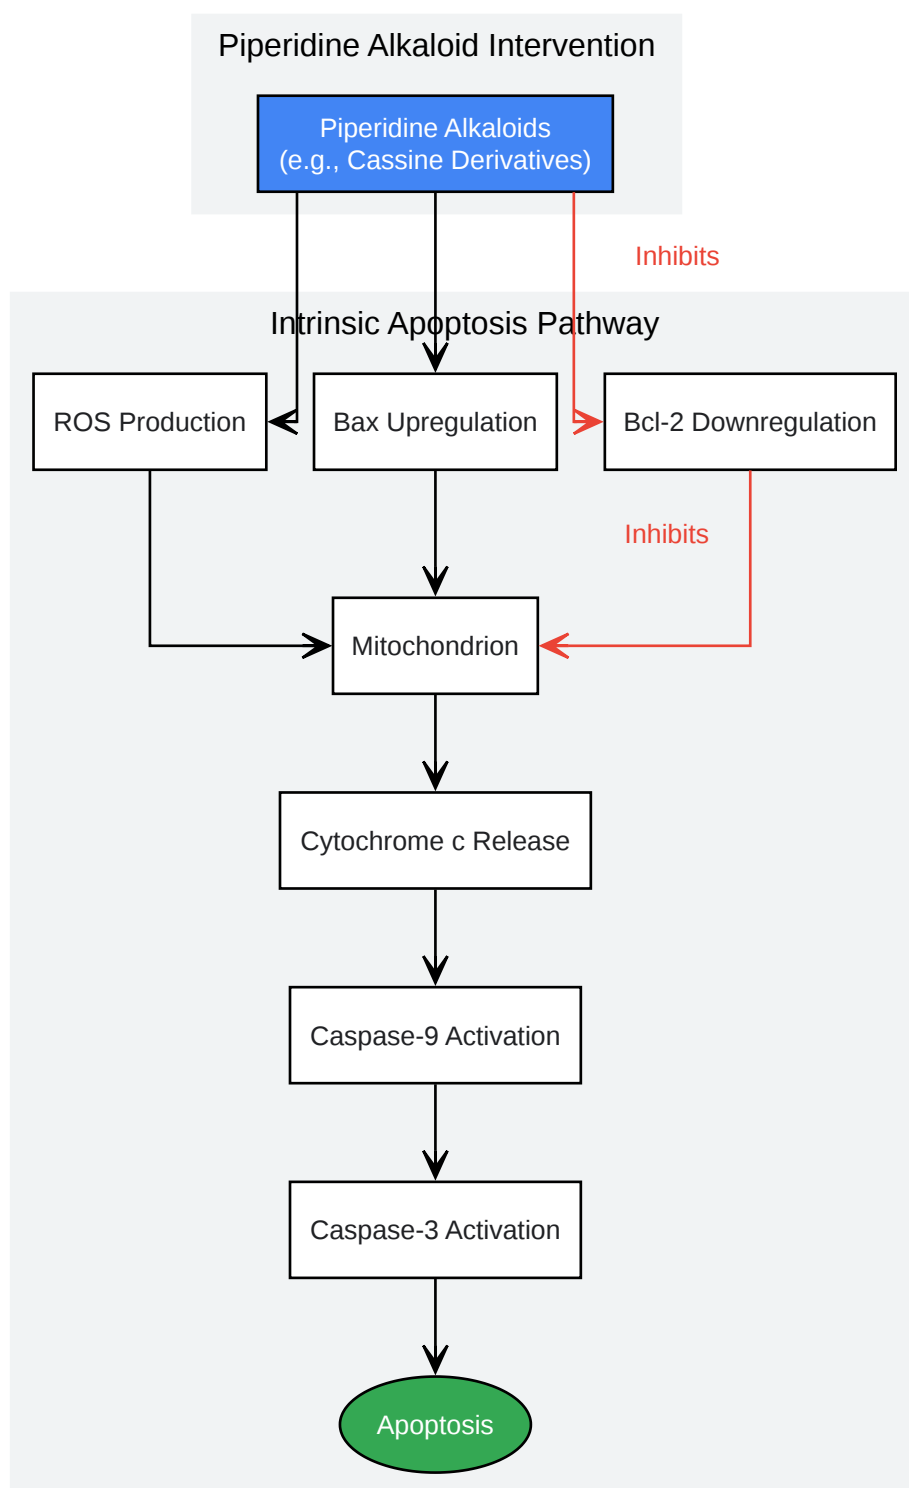 Piperidine Alkaloid Intervention
Piperidine Alkaloids
(e.g., Cassine Derivatives)
Inhibits
Intrinsic Apoptosis Pathway
ROS Production
Bax Upregulation
Bcl-2 Downregulation
Inhibits
Mitochondrion
Cytochrome c Release
Caspase-9 Activation
Caspase-3 Activation
Apoptosis